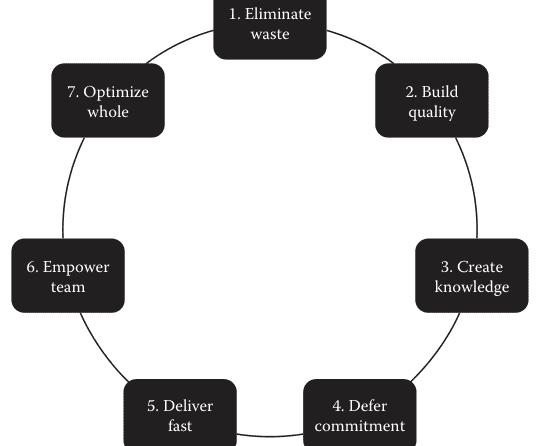 1. Eliminate
waste
2. Build
quality
3. Create
knowledge
4. Defer
commitment
5. Deliver
fast
6. Empower
team
7. Optimize
whole